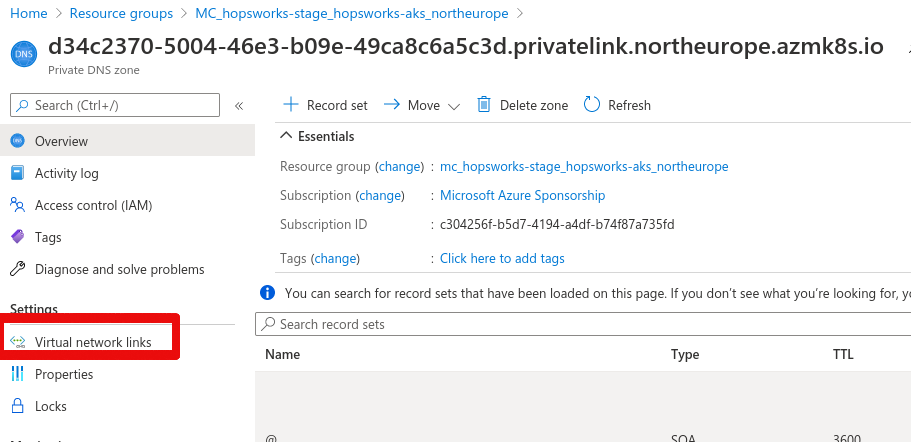 Home > Resource groups > MC_hopsworks-stage_hopsworks-aks_northeurope >
d34c2370-5004-46e3-b09e-49ca8c6a5c3d.privatelink.northeurope.azmk8s.io
DNS
Private DNS zone
Search (Ctrl+/) «
Record set Move Delete zone Refresh
Overview
Activity log
Access control (IAM)
Tags
Diagnose and solve problems
Settings
Virtual network links
Properties
Locks
Essentials
Resource group (change) : mc_hopsworks-stage_hopsworks-aks_northeurope
Subscription (change) : Microsoft Azure Sponsorship
Subscription ID : c304256f-b5d7-4194-a4df-b74f87a735fd
Tags (change) : Click here to add tags
You can search for record sets that have been loaded on this page. If you don't see what you're looking for,
Search record sets
Name Type TTL
@ SOA 3600